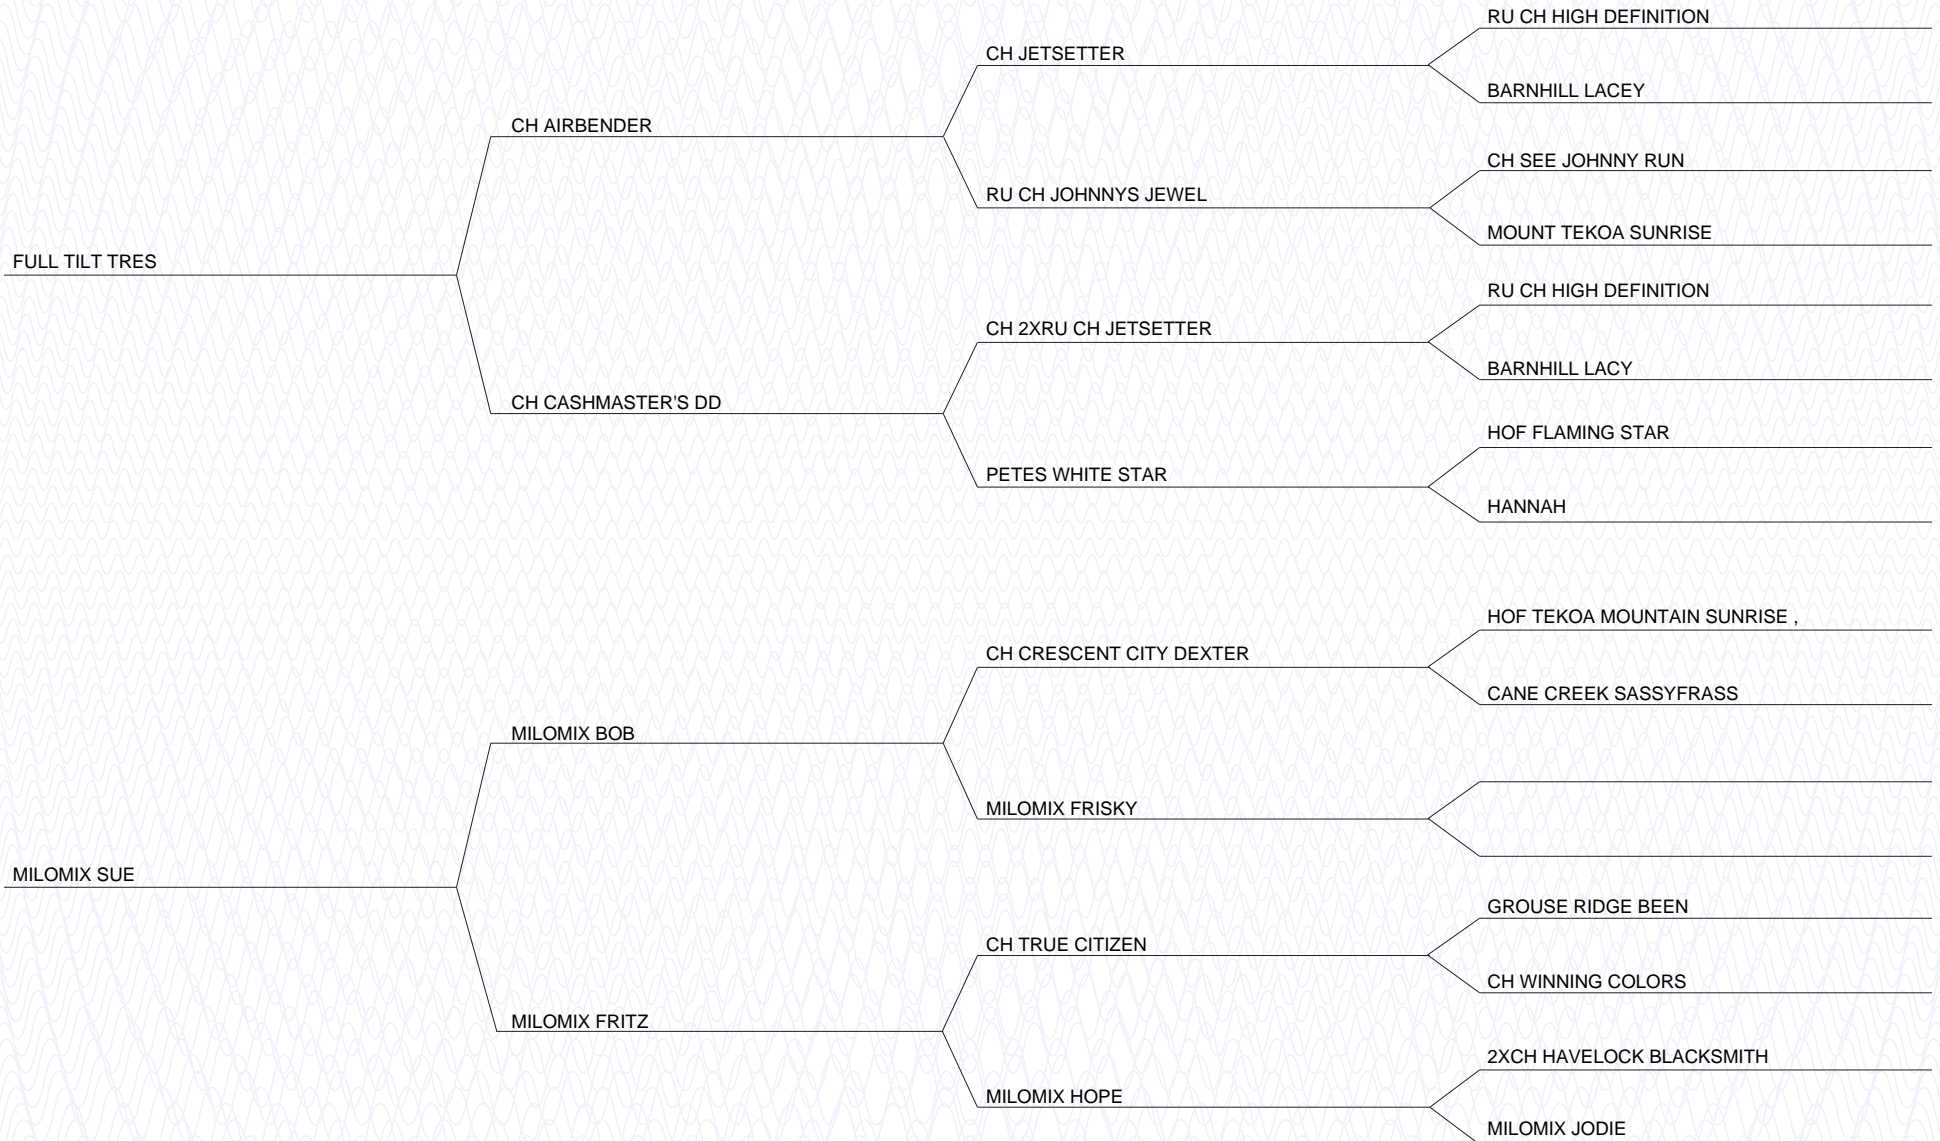 RU CH HIGH DEFINITION
CH JETSETTER
BARNHILL LACEY
CH AIRBENDER
CH SEE JOHNNY RUN
RU CH JOHNNYS JEWEL
MOUNT TEKOA SUNRISE
FULL TILT TRES
RU CH HIGH DEFINITION
CH 2XRU CH JETSETTER
BARNHILL LACY
CH CASHMASTER'S DD
HOF FLAMING STAR
PETES WHITE STAR
HANNAH
HOF TEKOA MOUNTAIN SUNRISE ,
CH CRESCENT CITY DEXTER
CANE CREEK SASSYFRASS
MILOMIX BOB
MILOMIX FRISKY
MILOMIX SUE
GROUSE RIDGE BEEN
CH TRUE CITIZEN
CH WINNING COLORS
MILOMIX FRITZ
2XCH HAVELOCK BLACKSMITH
MILOMIX HOPE
MILOMIX JODIE